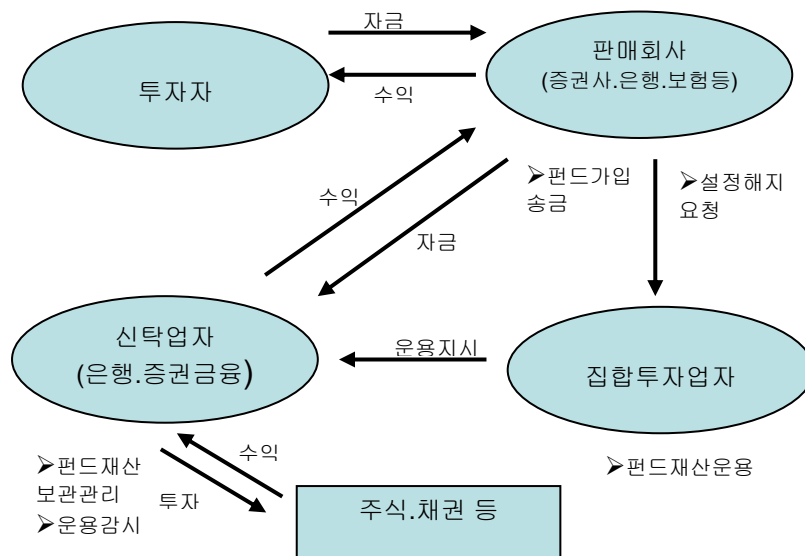 자금
판매회사
(증권사.은행.보험등)
투자자
수익
➢펀드가입
송금
➢설정해지
요청
수익
자금
신탁업자
(은행.증권금융)
운용지시
집합투자업자
수익
➢펀드재산
보관관리
➢운용감시
투자
➢펀드재산운용
주식.채권 등